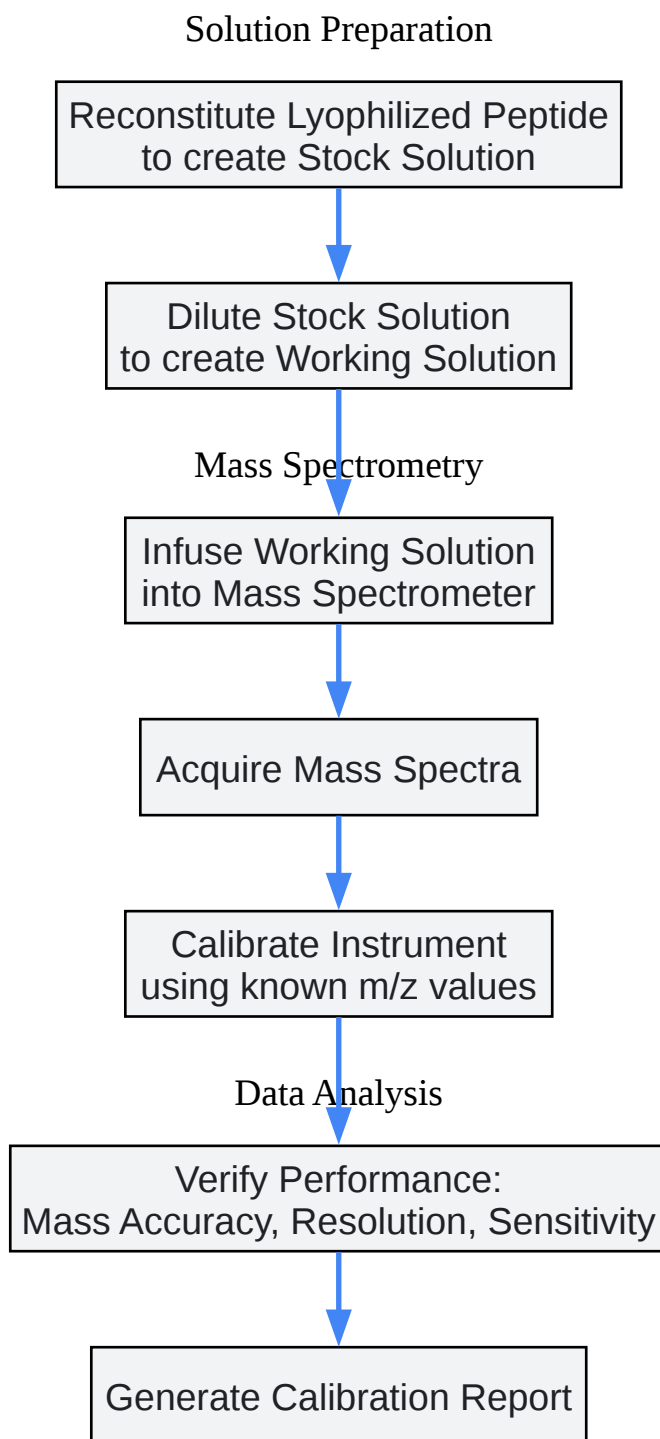 Solution Preparation
Reconstitute Lyophilized Peptide
to create Stock Solution
Dilute Stock Solution
to create Working Solution
Mass Spectrometry
Infuse Working Solution
into Mass Spectrometer
Acquire Mass Spectra
Calibrate Instrument
using known m/z values
Data Analysis
Verify Performance:
Mass Accuracy, Resolution, Sensitivity
Generate Calibration Report